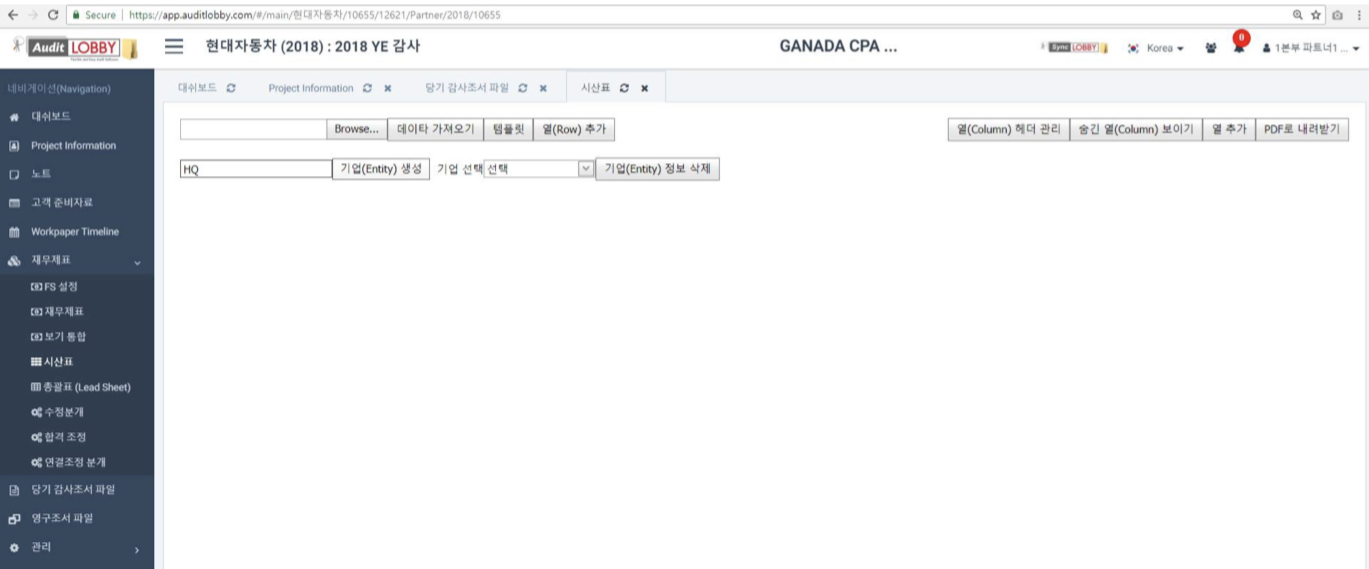 Secure | https://app.auditlobby.com/#/main/현대자동차/10655/12621/Partner/2018/10655
Audit LOBBY
현대자동차 (2018) : 2018 YE 감사
GANADA CPA ...
Sync LOBBY
Korea
0
1본부 파트너1 ...
네비게이션(Navigation)
대쉬보드
Project Information
노트
고객 준비자료
Workpaper Timeline
재무제표
FS 설정
재무제표
보기 통합
시산표
총괄표 (Lead Sheet)
수정분개
합격 조정
연결조정 분개
당기 감사조서 파일
영구조서 파일
관리
대쉬보드
Project Information
당기 감사조서 파일
시산표
Browse... 데이타 가져오기 템플릿 열(Row) 추가
열(Column) 헤더 관리 숨긴 열(Column) 보이기 열 추가 PDF로 내려받기
HQ 기업(Entity) 생성 기업 선택 선택 기업(Entity) 정보 삭제